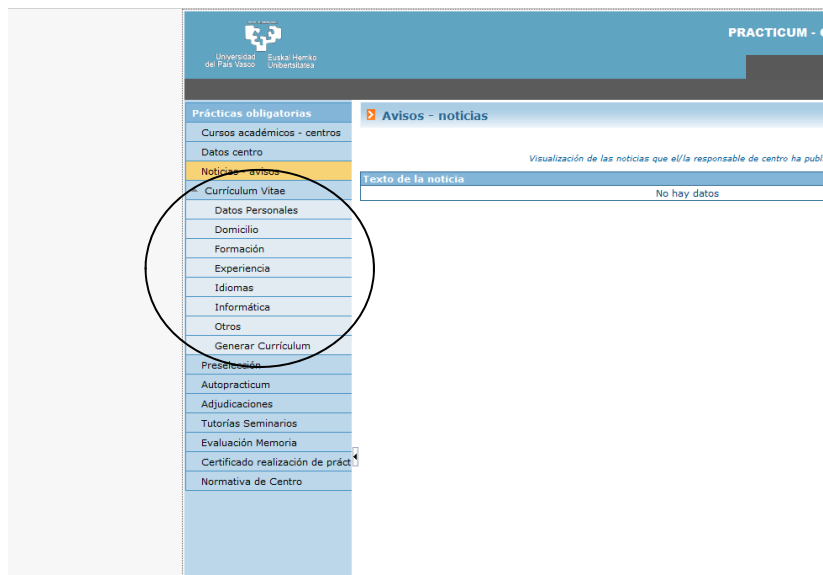 PRACTICUM -
Universidad Euskal Herriko
del País Vasco Unibertsitatea
Prácticas obligatorias
Cursos académicos - centros
Datos centro
Noticias - avisos
Currículum Vitae
Datos Personales
Domicilio
Formación
Experiencia
Idiomas
Informática
Otros
Generar Currículum
Preselección
Autopracticum
Adjudicaciones
Tutorías Seminarios
Evaluación Memoria
Certificado realización de práct
Normativa de Centro
Avisos - noticias
Visualización de las noticias que el/la responsable de centro ha publ
Texto de la noticia
No hay datos